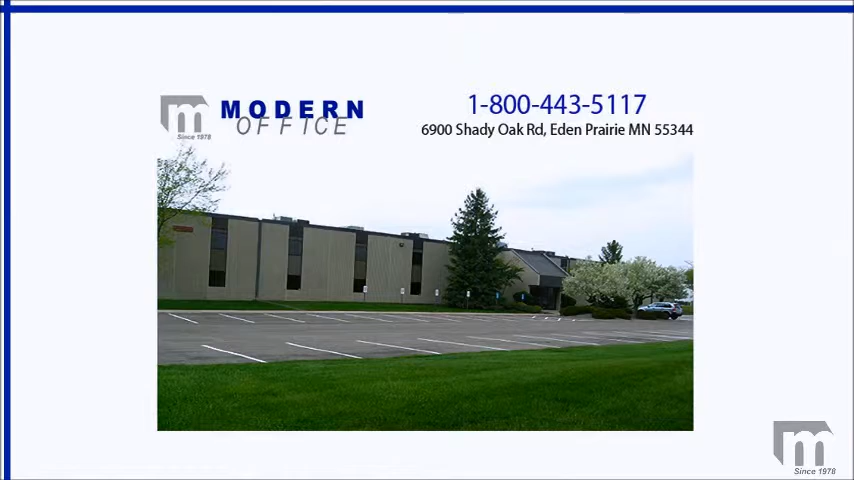 m
MODERN
OFFICE
Since 1978
1-800-443-5117
6900 Shady Oak Rd, Eden Prairie MN 55344
m
Since 1978